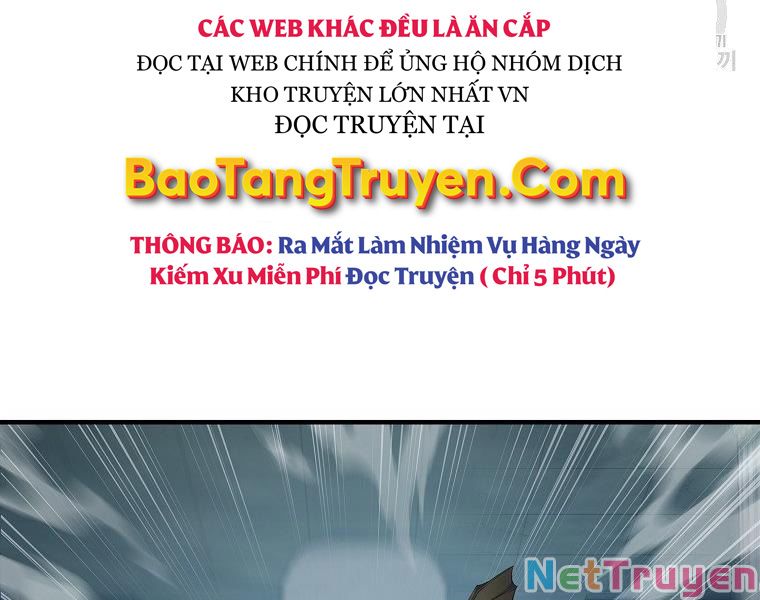 CÁC WEB KHÁC ĐỀU LÀ ĂN CẮP
ĐỌC TẠI WEB CHÍNH ĐỂ ỦNG HỘ NHÓM DỊCH
KHO TRUYỆN LỚN NHẤT VN
ĐỌC TRUYỆN TẠI
BaoTangTruyen.Com
THÔNG BÁO: Ra Mắt Làm Nhiệm Vụ Hàng Ngày
Kiếm Xu Miễn Phí Đọc Truyện ( Chỉ 5 Phút)
NetTruyen